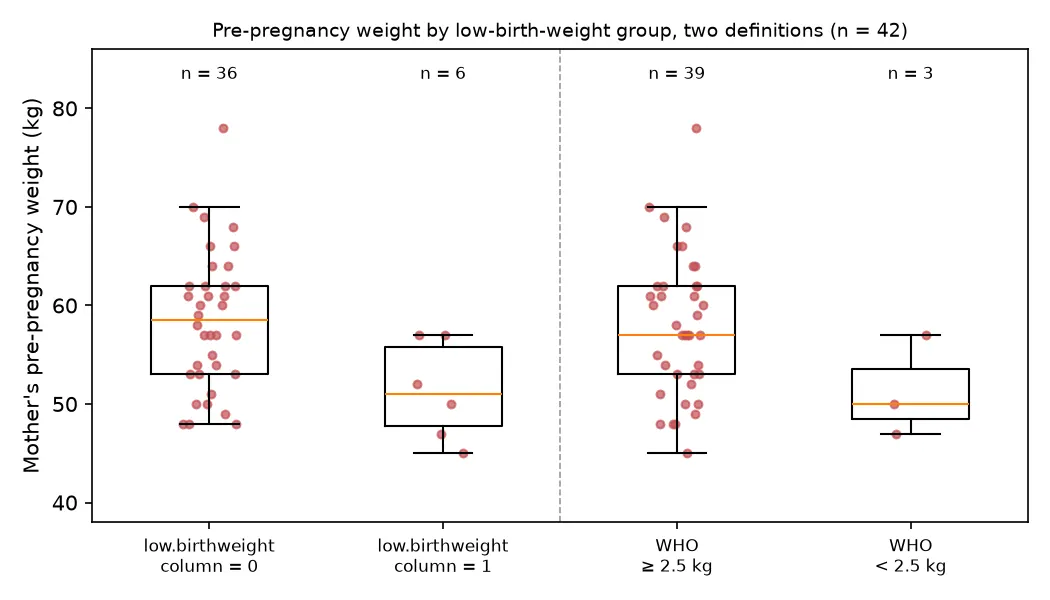 Pre-pregnancy weight by low-birth-weight group, two definitions (n = 42)
n = 36
n = 6
n = 39
n = 3
Mother's pre-pregnancy weight (kg)
80
70
60
50
40
low.birthweight
column = 0
low.birthweight
column = 1
WHO
≥ 2.5 kg
WHO
< 2.5 kg